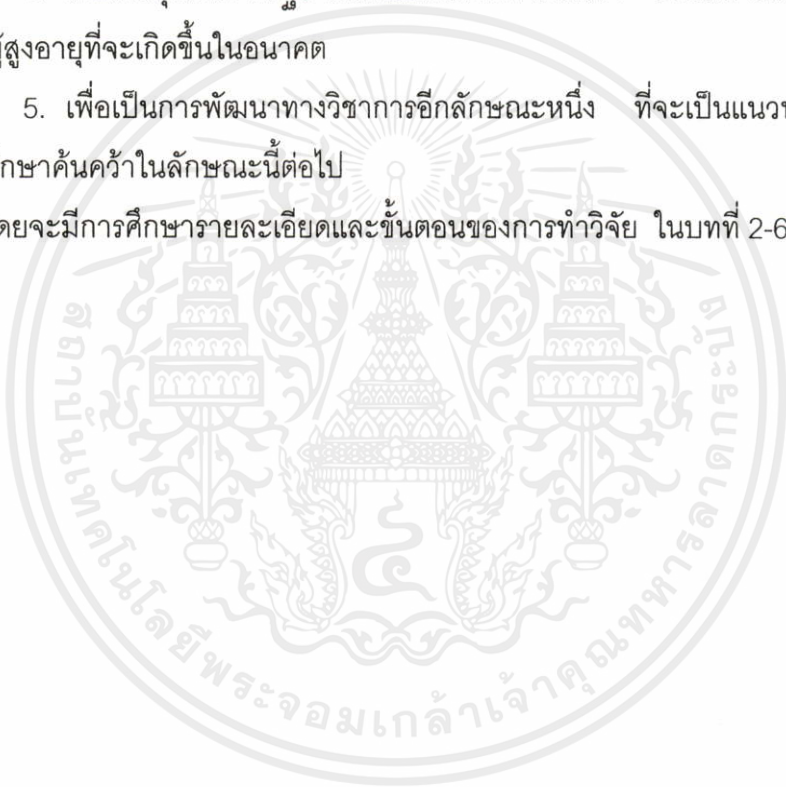 ผู้สูงอายุที่จะเกิดขึ้นในอนาคต
5. เพื่อเป็นการพัฒนาทางวิชาการอีกลักษณะหนึ่ง ที่จะเป็นแนว
กษาค้นคว้าในลักษณะนี้ต่อไป
ดยจะมีการศึกษารายละเอียดและขั้นตอนของการทำวิจัย ในบทที่ 2-6
สถาบันเทคโนโลยีพระจอมเกล้าเจ้าคุณทหารลาดกระบัง